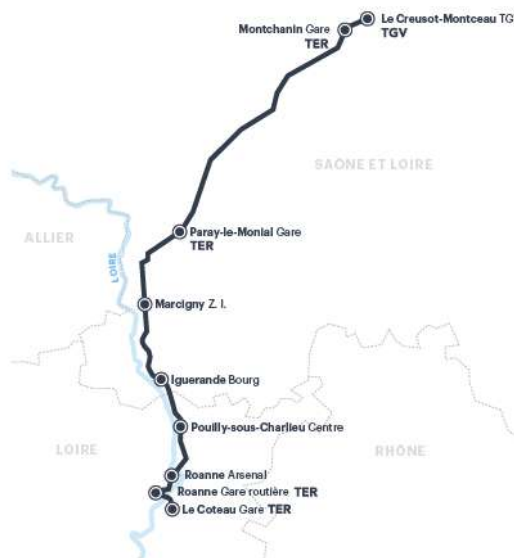 Le Creusot-Montceau TG
Montchanin Gare
TGV
TER
SAÔNE ET LOIRE
Paray-le-Monial Gare
ALLIER
TER
LOIRE
Marcigny Z. I.
Iguerande Bourg
Pouilly-sous-Charlieu Centre
LOIRE
RHÔNE
Roanne Arsenal
Roanne Gare routière TER
Le Coteau Gare TER